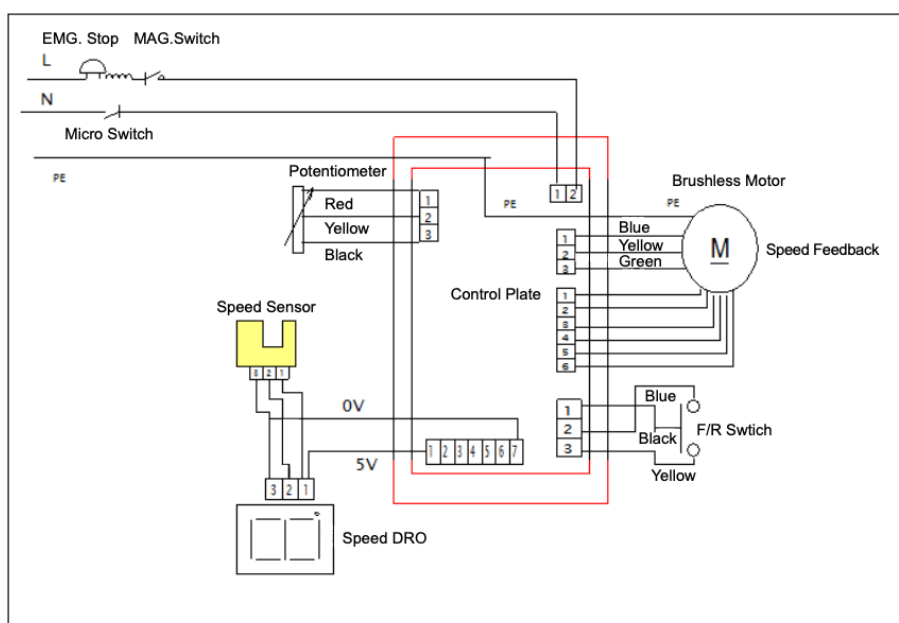 EMG. Stop MAG.Switch
L
N
Micro Switch
PE
Potentiometer
Red
Yellow
Black
1
2
3
1 2
PE
PE
Brushless Motor
Blue
Yellow
Green
1
2
3
M
Speed Feedback
Control Plate
1
2
3
4
5
6
Speed Sensor
3 2 1
0V
5V
1 2 3 4 5 6 7
1
2
3
Blue
Black
Yellow
F/R Swtich
3 2 1
Speed DRO